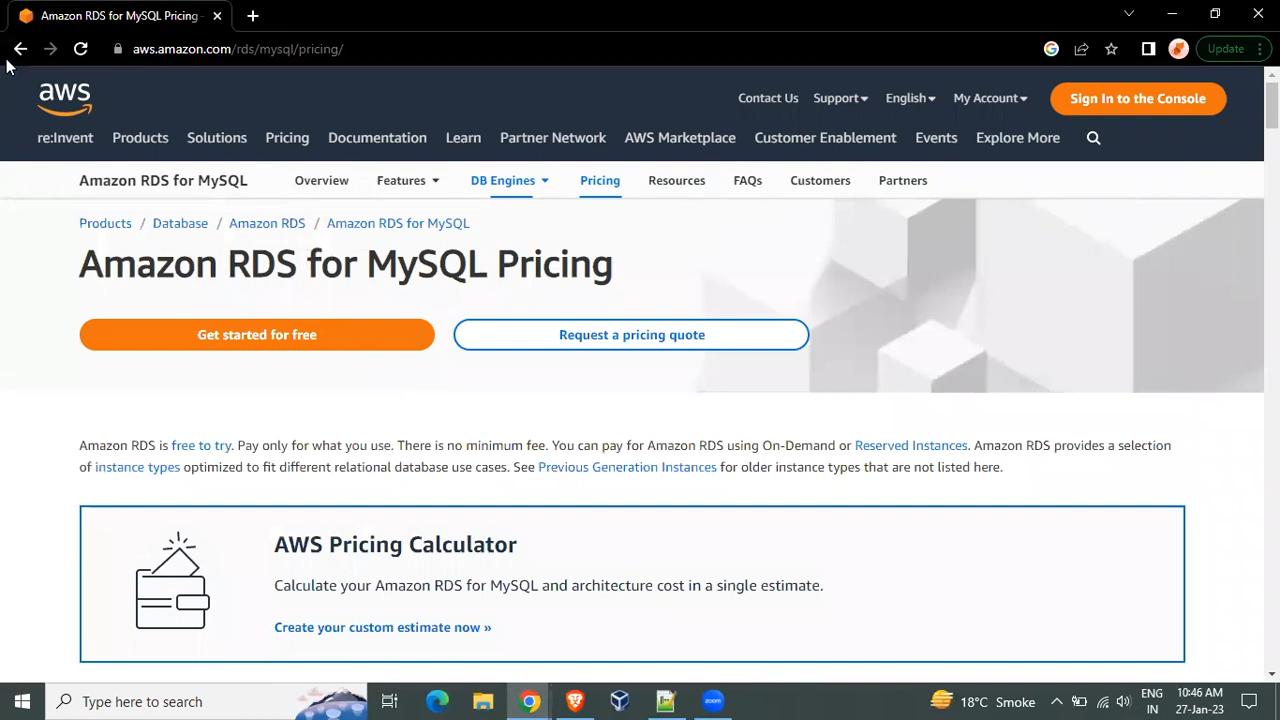 Amazon RDS for MySQL Pricing
aws.amazon.com/rds/mysql/pricing/
Update
aws
Contact Us
Support
English
My Account
Sign In to the Console
re:Invent
Products
Solutions
Pricing
Documentation
Learn
Partner Network
AWS Marketplace
Customer Enablement
Events
Explore More
Amazon RDS for MySQL
Overview
Features
DB Engines
Pricing
Resources
FAQs
Customers
Partners
Products / Database / Amazon RDS / Amazon RDS for MySQL
Amazon RDS for MySQL Pricing
Get started for free
Request a pricing quote
Amazon RDS is free to try. Pay only for what you use. There is no minimum fee. You can pay for Amazon RDS using On-Demand or Reserved Instances. Amazon RDS provides a selection
of instance types optimized to fit different relational database use cases. See Previous Generation Instances for older instance types that are not listed here.
AWS Pricing Calculator
Calculate your Amazon RDS for MySQL and architecture cost in a single estimate.
Create your custom estimate now »
Type here to search
zoom
18°C Smoke
ENG
IN
10:46 AM
27-Jan-23